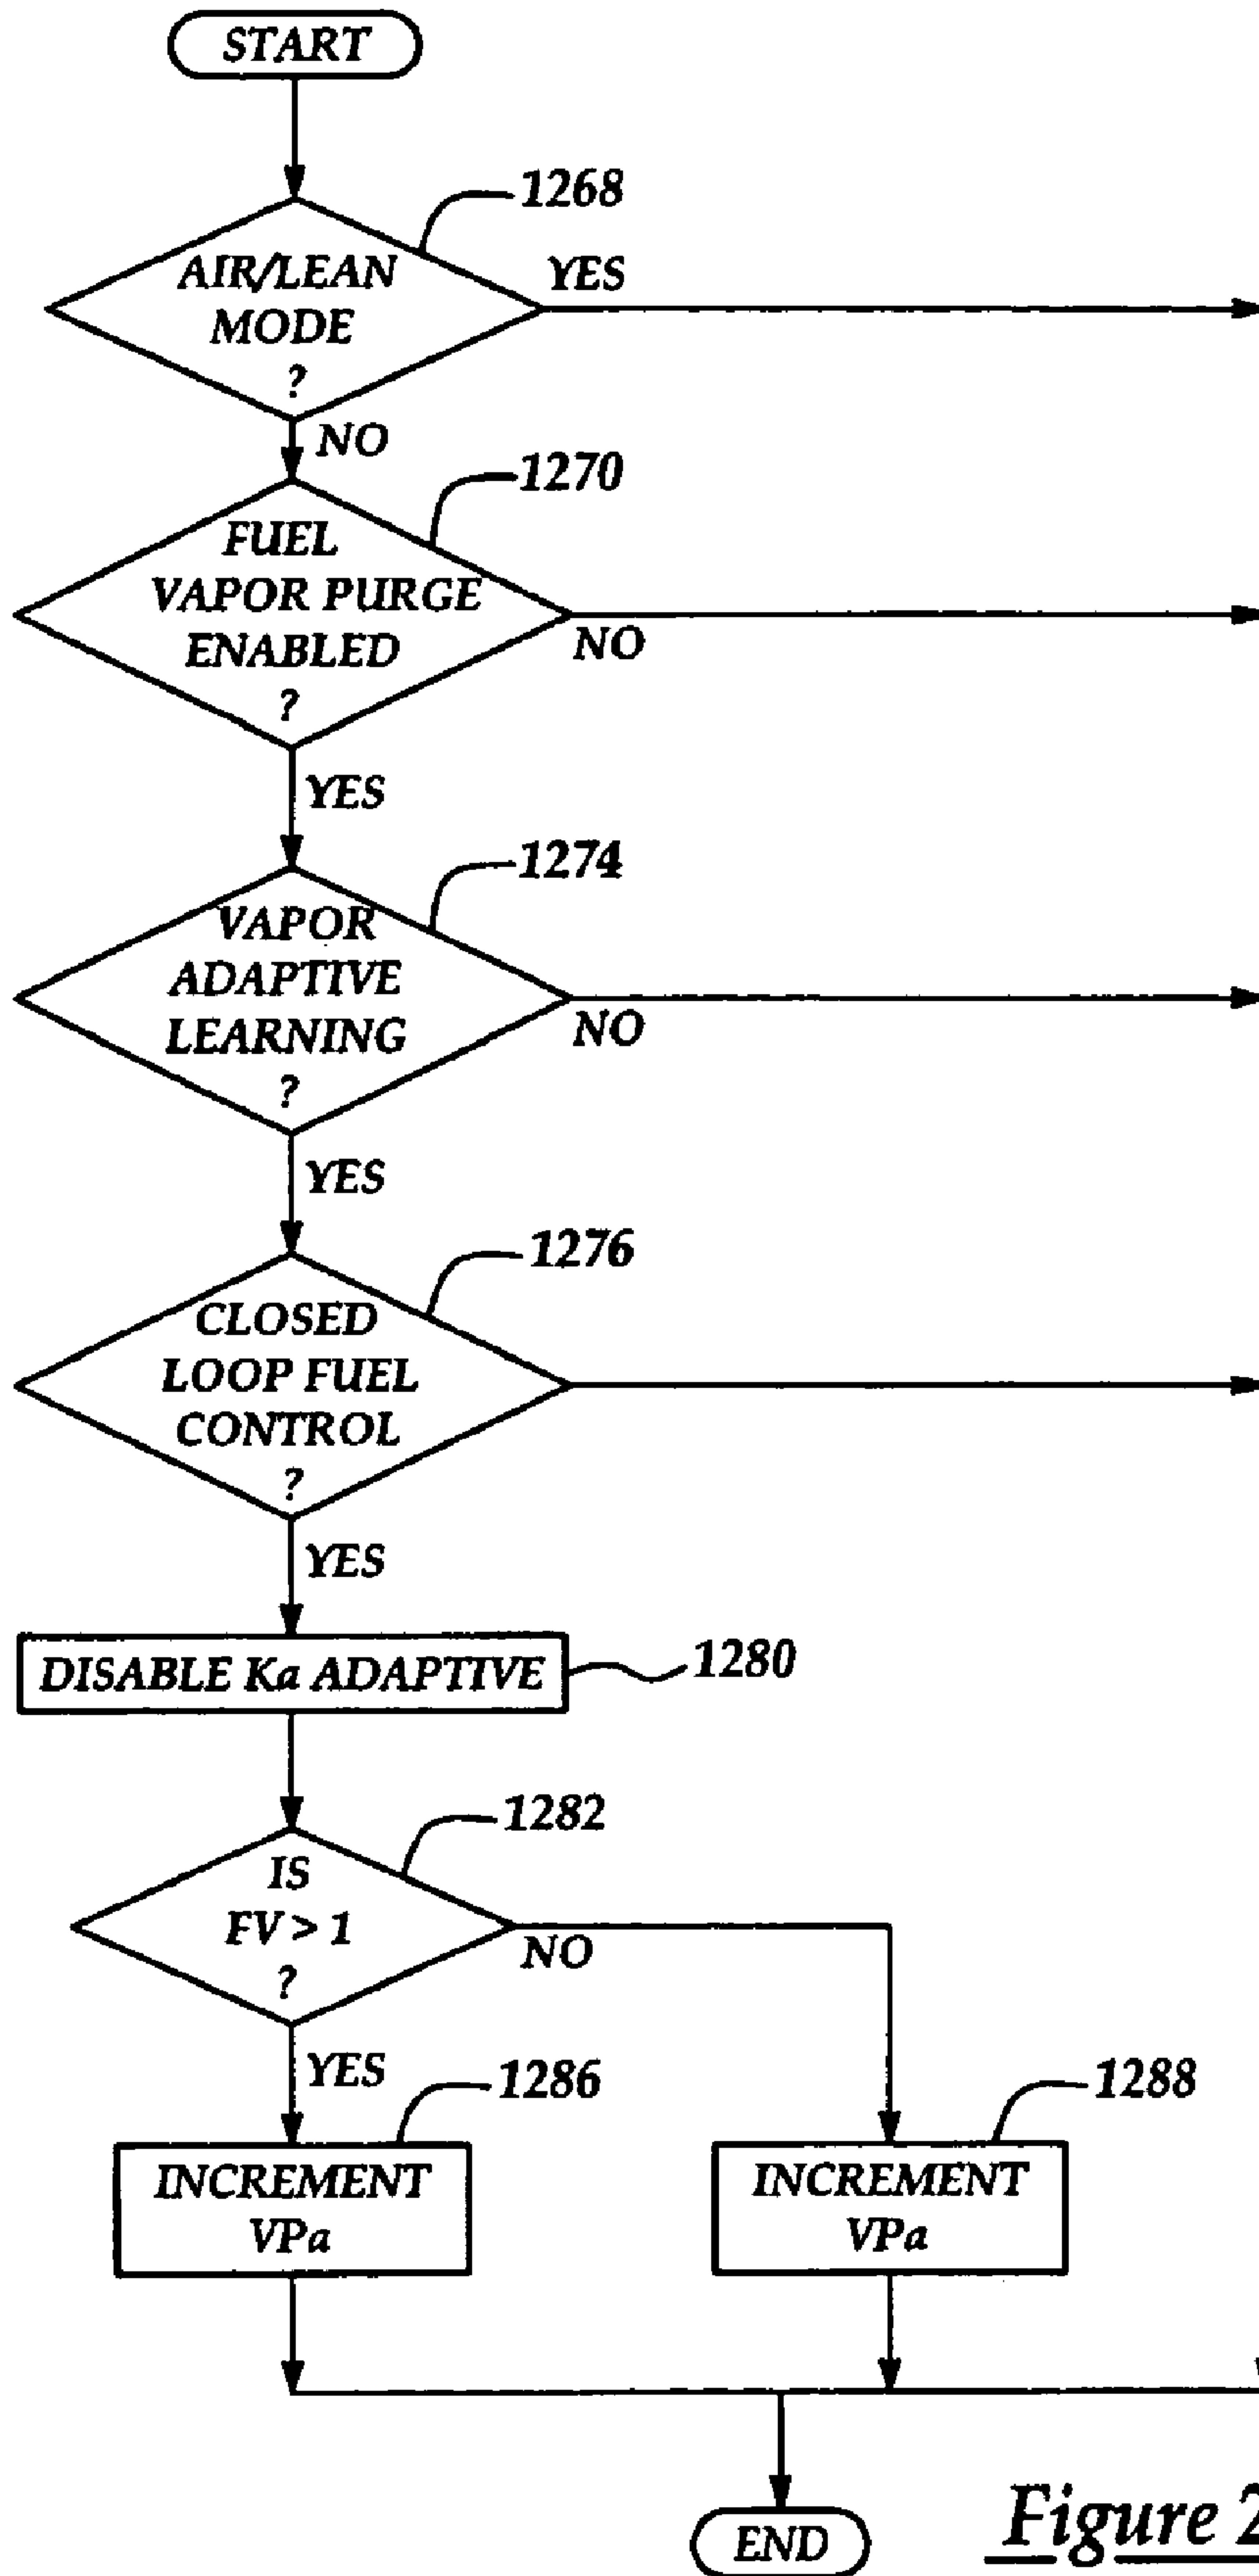 START
1268
AIR/LEAN
MODE
?
YES
NO
1270
FUEL
VAPOR PURGE
ENABLED
?
NO
YES
1274
VAPOR
ADAPTIVE
LEARNING
?
NO
YES
1276
CLOSED
LOOP FUEL
CONTROL
?
YES
DISABLE Ka ADAPTIVE
1280
1282
IS
FV > 1
?
NO
YES
1286
1288
INCREMENT
VPa
INCREMENT
VPa
END
Figure 2